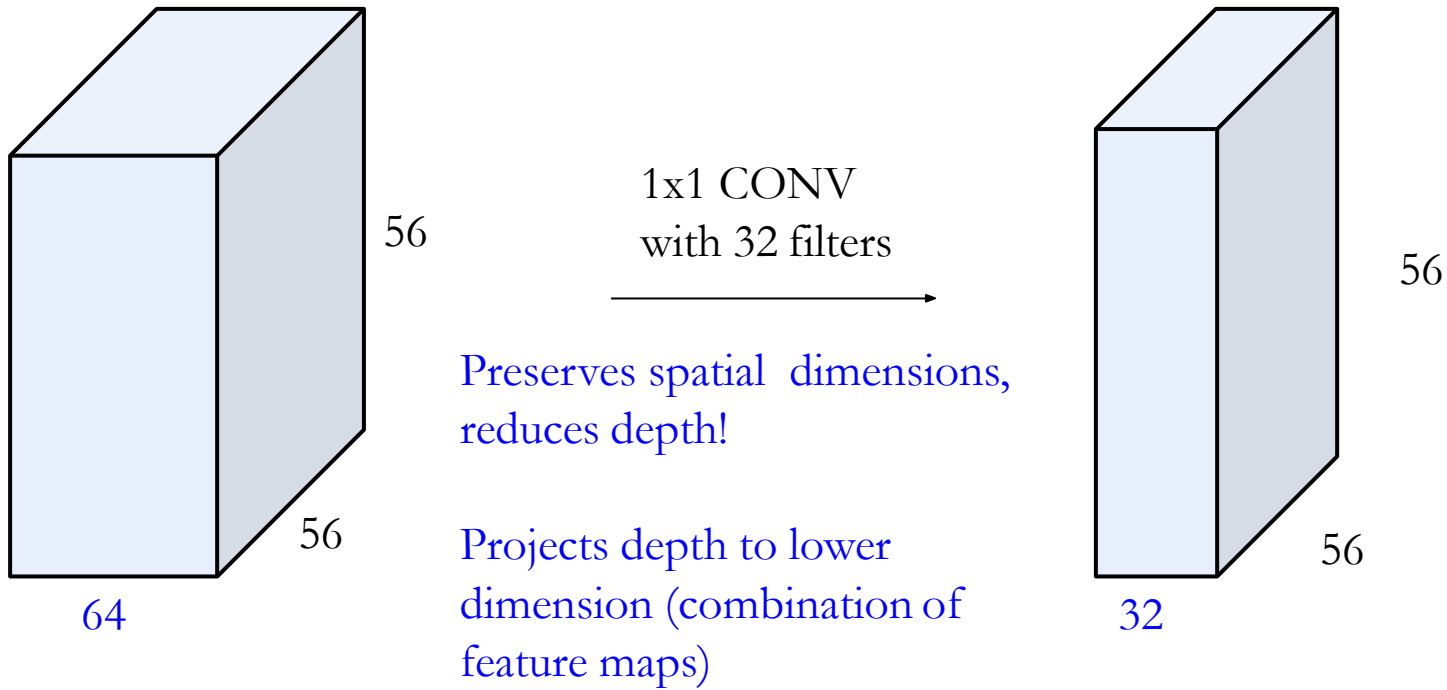 56
56
64
1x1 CONV
with 32 filters
Preserves spatial dimensions,
reduces depth!
Projects depth to lower
dimension (combination of
feature maps)
56
56
32